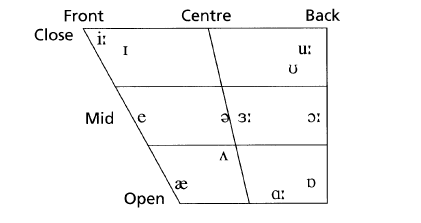 Front Centre Back
Close iː uː
ɪ ʊ
Mid e ə ɜː ɔː
ʌ
æ ɒ
Open ɑː